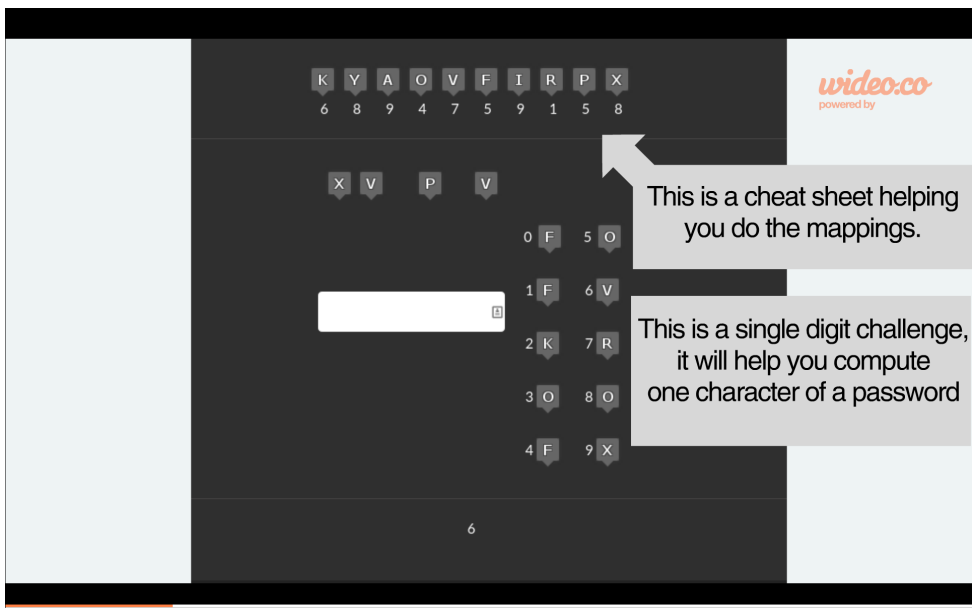 K Y A O V F I R P X
6 8 9 4 7 5 9 1 5 8
wideo.co
powered by
X V P V
This is a cheat sheet helping
you do the mappings.
0 F 5 O
1 F 6 V
2 K 7 R
3 O 8 O
4 F 9 X
This is a single digit challenge,
it will help you compute
one character of a password
6